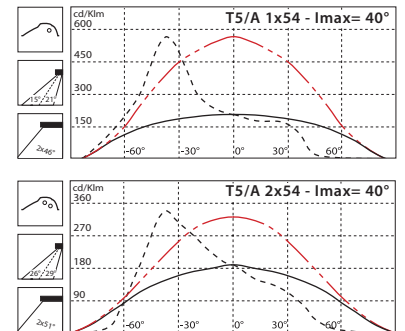 cd/Klm
T5/A 1x54 - Imax= 40°
600
450
300
150
-60° -30° 0° 30° 60°
15°/21°
2x46°
cd/Klm
T5/A 2x54 - Imax= 40°
360
270
180
90
-60° -30° 0° 30° 60°
26°/29°
2x51°